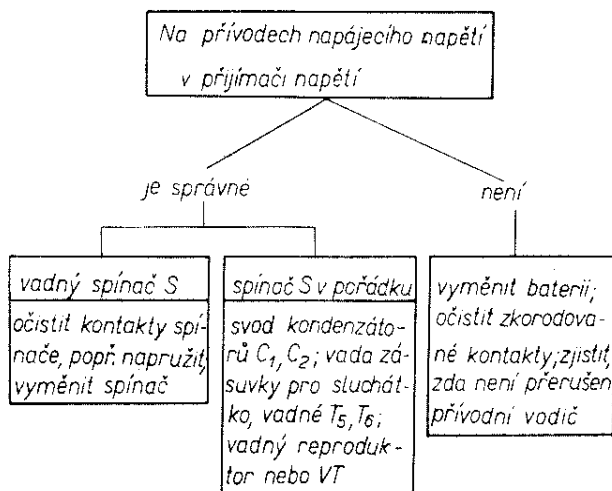 Na přívodech napájecího napětí
v přijímači napětí
je správné
není
vadný spínač S
očistit kontakty spí-
nače, popř. napružit,
vyměnit spínač
spínač S v pořádku
svod kondenzáto-
rů C₁, C₂; vada zá-
suvky pro sluchát-
ko, vadné T₅, T₆;
vadný reproduk-
tor nebo VT
vyměnit baterii;
očistit zkorodova-
né kontakty; zjistit,
zda není přerušen
přívodní vodič